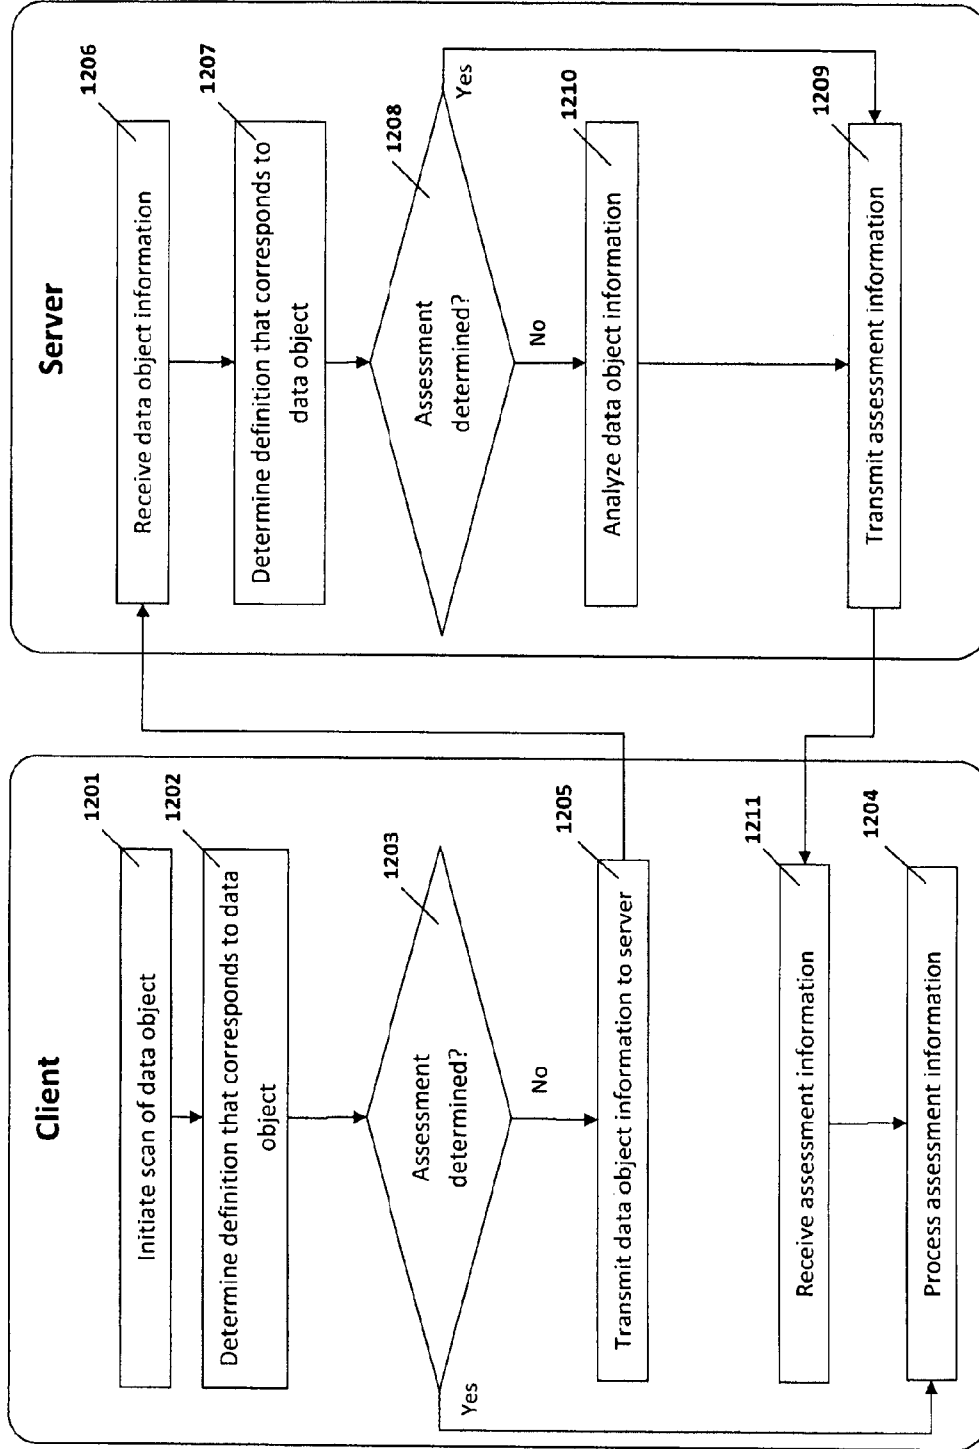 Client
1201
Initiate scan of data object
1202
Determine definition that corresponds to data
object
1203
Assessment
determined?
Yes
No
1205
Transmit data object information to server
1211
Receive assessment information
1204
Process assessment information
Server
1206
Receive data object information
1207
Determine definition that corresponds to
data object
1208
Assessment
determined?
Yes
No
1210
Analyze data object information
1209
Transmit assessment information